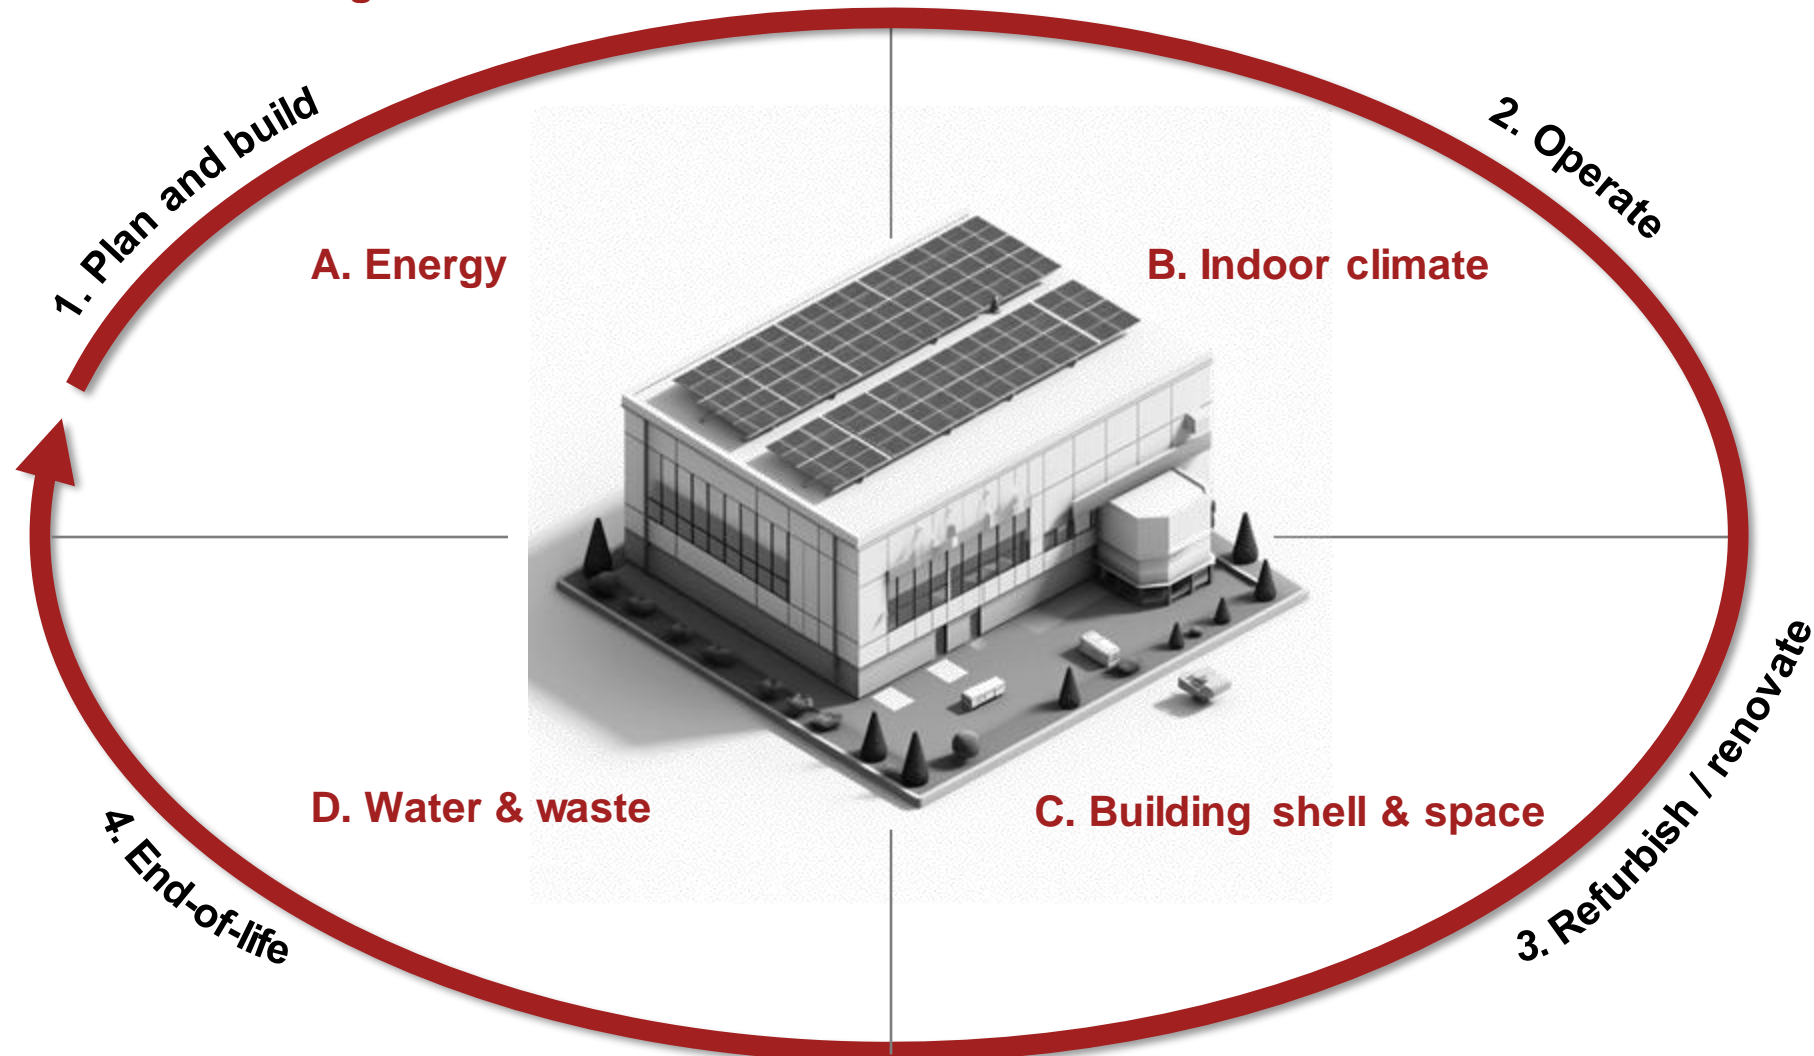 1. Plan and build
2. Operate
A. Energy
B. Indoor climate
D. Water & waste
C. Building shell & space
4. End-of-life
3. Refurbish / renovate